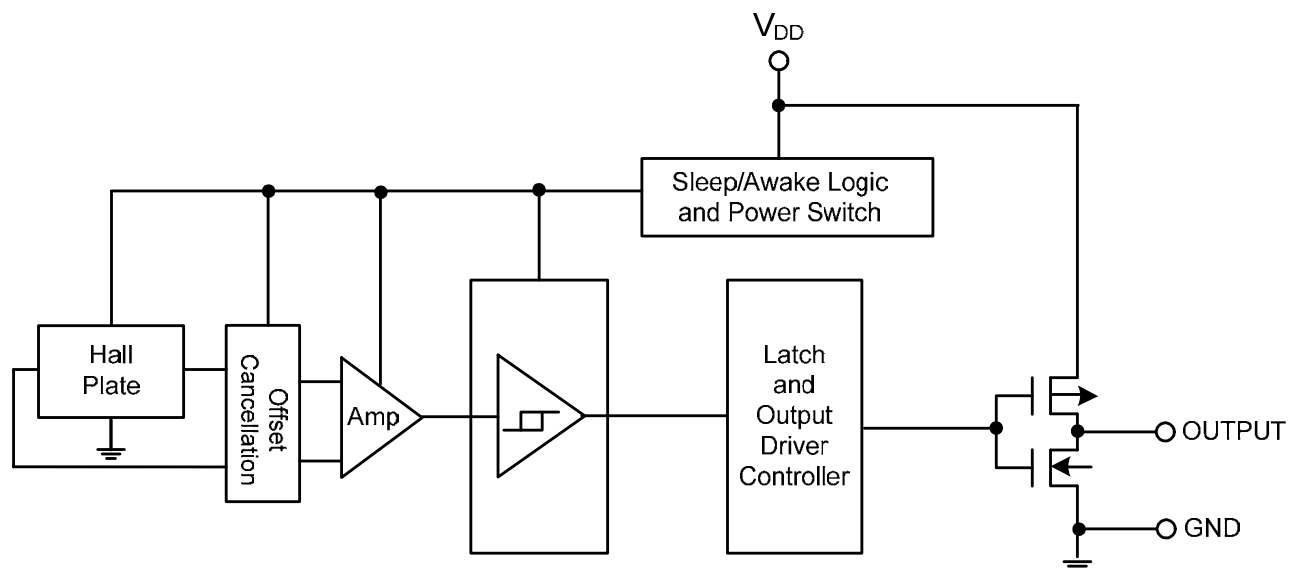 VDD
Sleep/Awake Logic
and Power Switch
Hall
Plate
Offset
Cancellation
Amp
Latch
and
Output
Driver
Controller
OUTPUT
GND